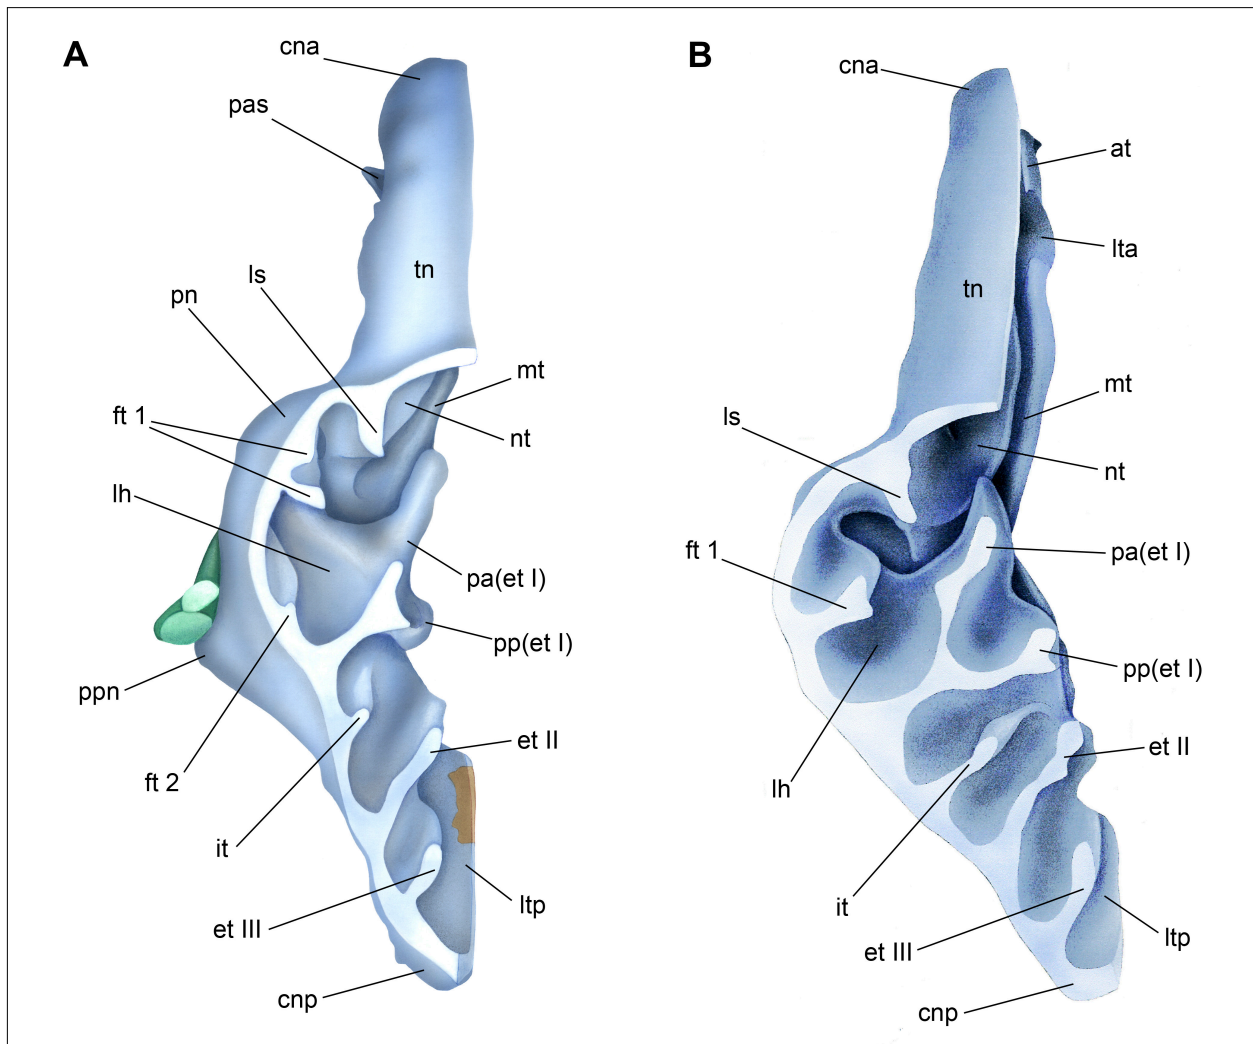 A
cna
pas
tn
ls
pn
mt
ft 1
nt
lh
pa(et I)
pp(et I)
ppn
et II
ft 2
it
ltp
et III
cnp
B
cna
at
lta
tn
mt
ls
nt
ft 1
pa(et I)
pp(et I)
et II
lh
it
ltp
et III
cnp